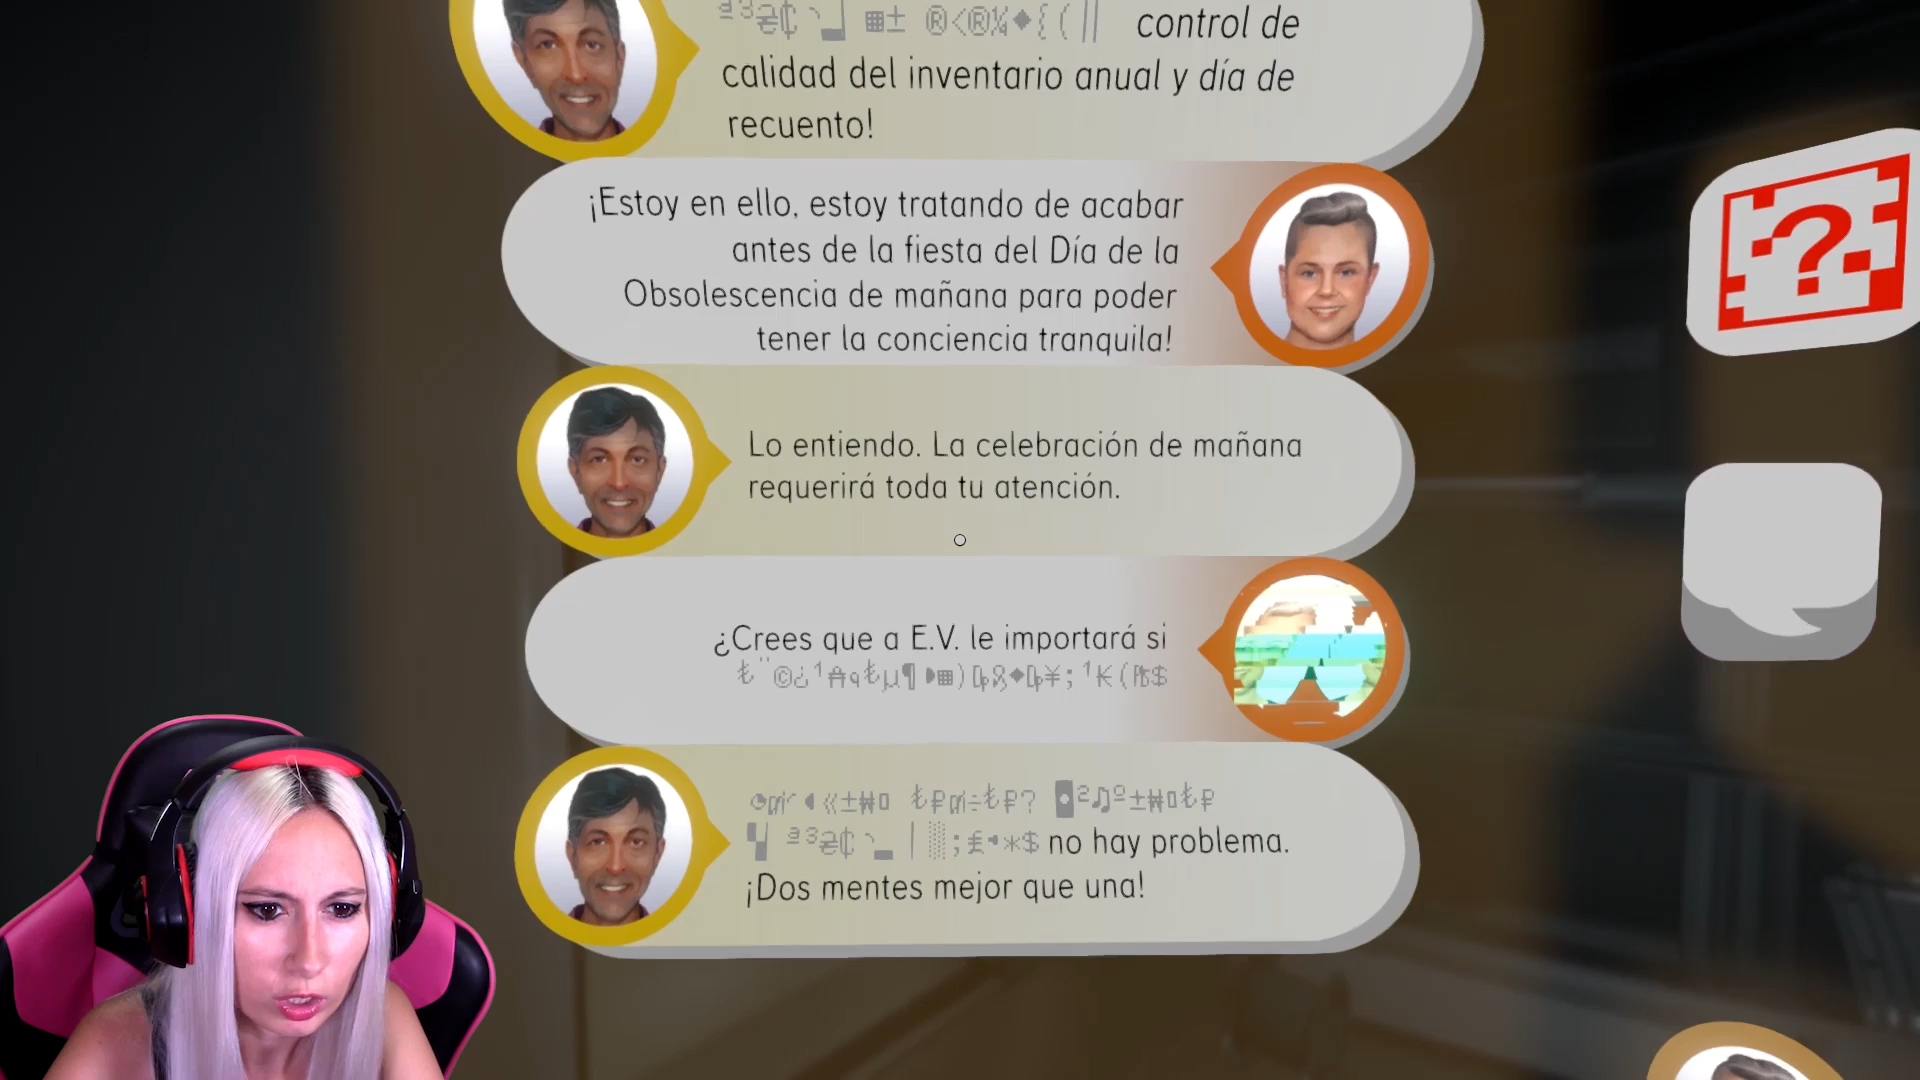 control de
calidad del inventario anual y día de
recuento!
¡Estoy en ello, estoy tratando de acabar
antes de la fiesta del Día de la
Obsolescencia de mañana para poder
tener la conciencia tranquila!
Lo entiendo. La celebración de mañana
requerirá toda tu atención.
¿Crees que a E.V. le importará si
no hay problema.
¡Dos mentes mejor que una!
?